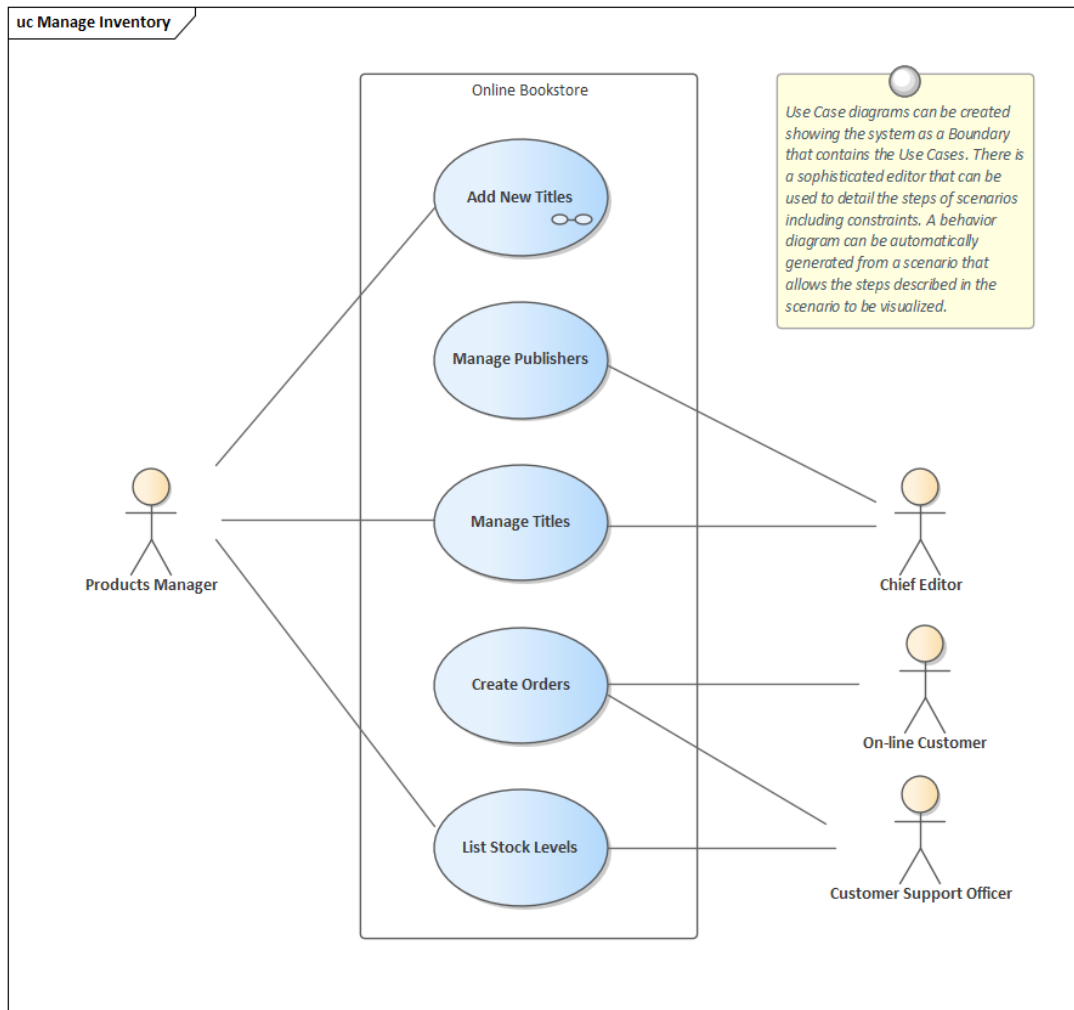 uc Manage Inventory
Online Bookstore
Add New Titles
Manage Publishers
Manage Titles
Create Orders
List Stock Levels
Products Manager
Use Case diagrams can be created
showing the system as a Boundary
that contains the Use Cases. There is
a sophisticated editor that can be
used to detail the steps of scenarios
including constraints. A behavior
diagram can be automatically
generated from a scenario that
allows the steps described in the
scenario to be visualized.
Chief Editor
On-line Customer
Customer Support Officer